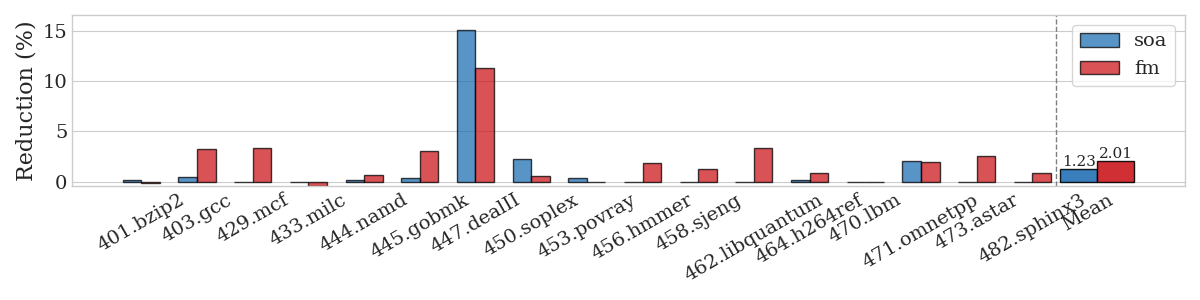 Reduction (%)
15
10
5
0
soa
fm
1.23
2.01
401.bzip2
403.gcc
429.mcf
433.milc
444.namd
445.gobmk
447.dealII
450.soplex
453.povray
456.hmmer
458.sjeng
462.libquantum
464.h264ref
470.lbm
471.omnetpp
473.astar
482.sphinx3
Mean